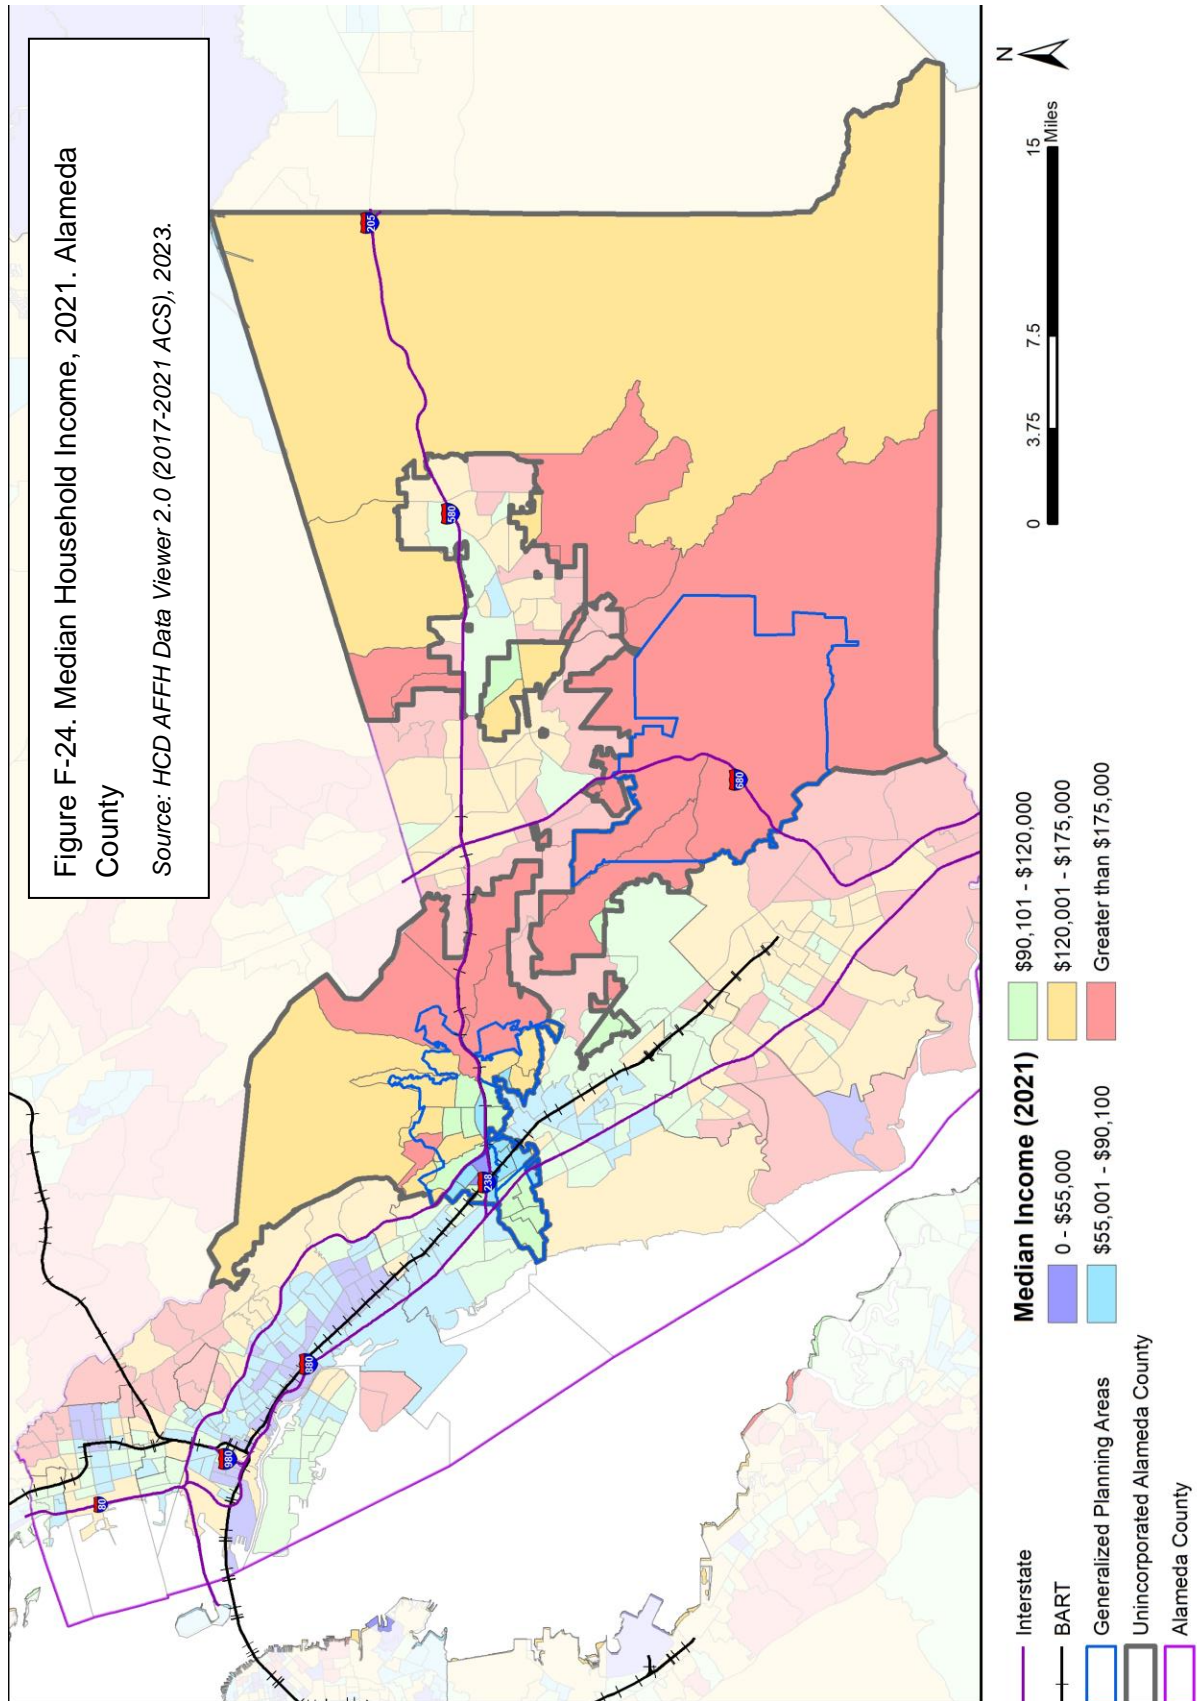 Figure F-24. Median Household Income, 2021. Alameda
County
Source: HCD AFFH Data Viewer 2.0 (2017-2021 ACS), 2023.
80
980
880
238
580
205
680
Interstate
BART
Generalized Planning Areas
Unincorporated Alameda County
Alameda County
Median Income (2021)
0 - $55,000
$55,001 - $90,100
$90,101 - $120,000
$120,001 - $175,000
Greater than $175,000
0 3.75 7.5 15
Miles
N